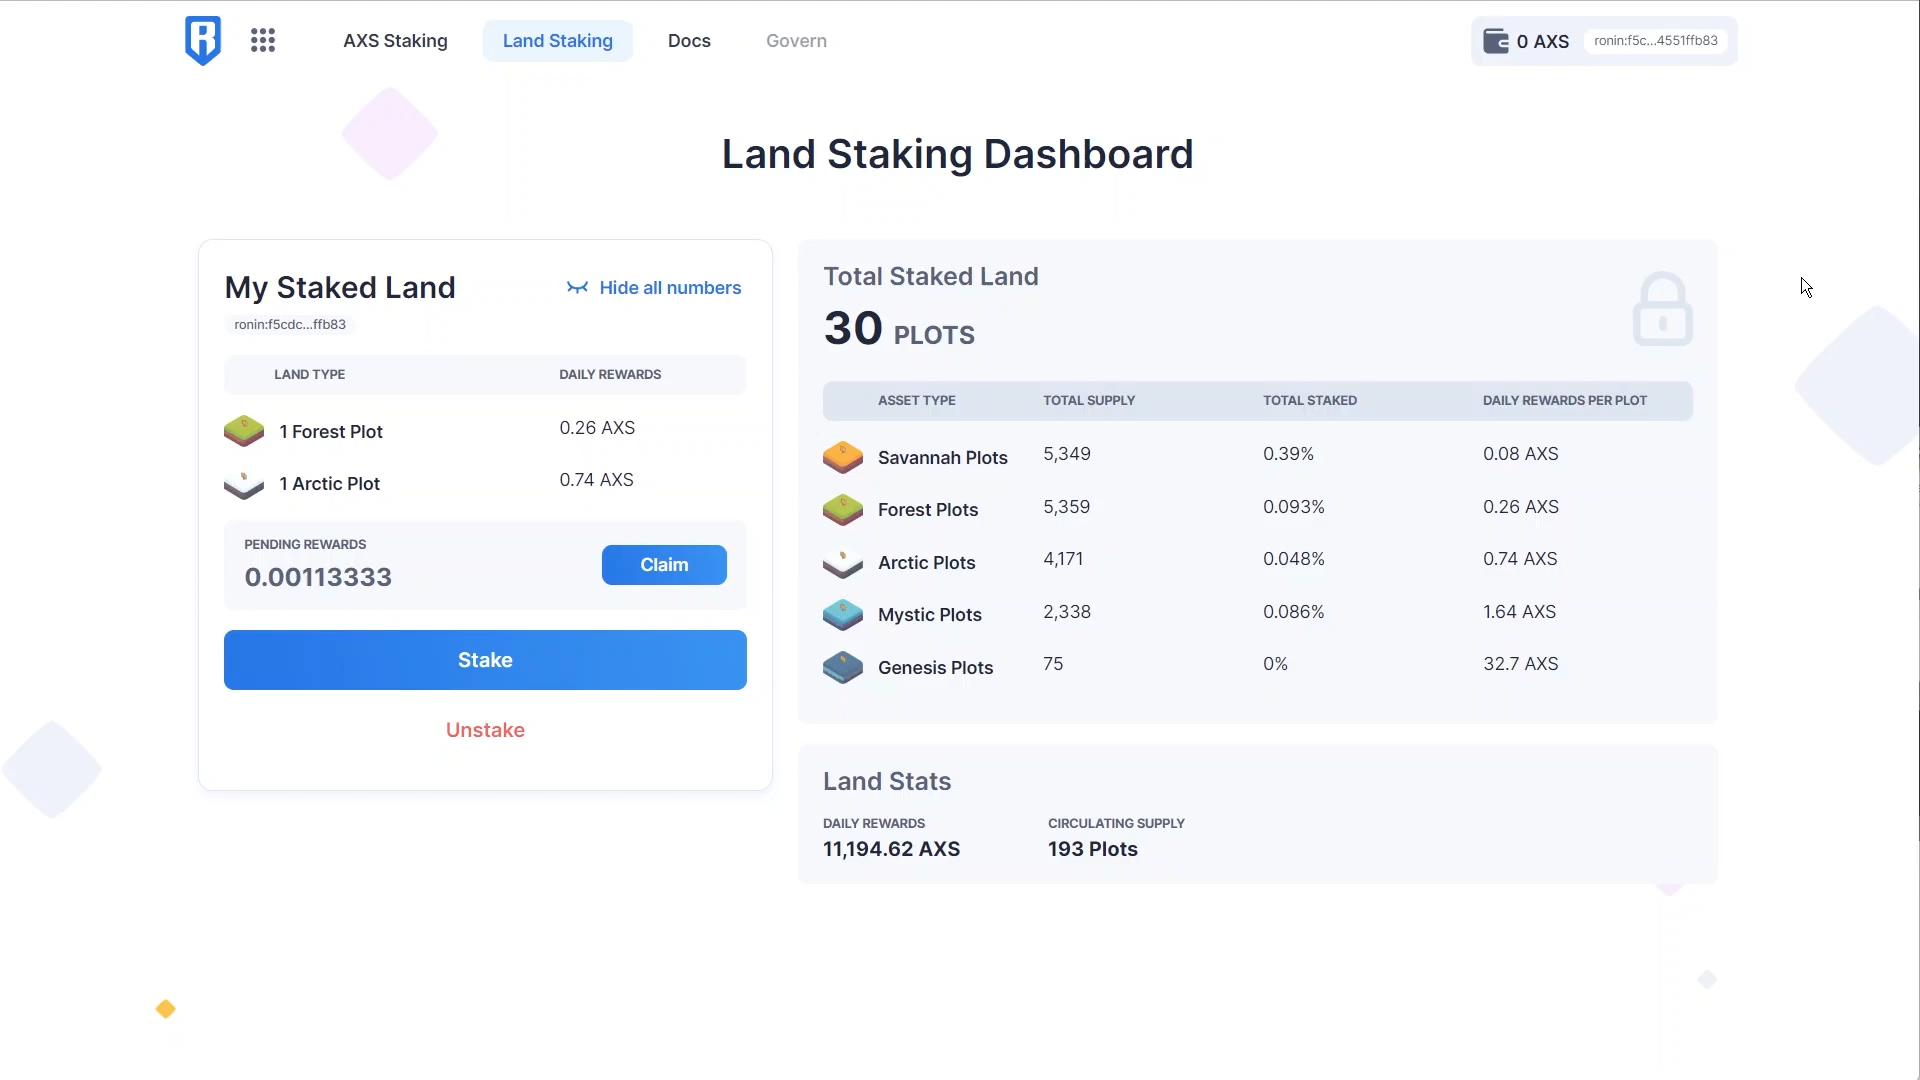 AXS Staking
Land Staking
Docs
Govern
0 AXS
ronin:f5c...4551ffb83
Land Staking Dashboard
My Staked Land
Hide all numbers
ronin:f5cdc...ffb83
LAND TYPE DAILY REWARDS
1 Forest Plot 0.26 AXS
1 Arctic Plot 0.74 AXS
PENDING REWARDS
0.00113333
Claim
Stake
Unstake
Total Staked Land
30 PLOTS
ASSET TYPE TOTAL SUPPLY TOTAL STAKED DAILY REWARDS PER PLOT
Savannah Plots 5,349 0.39% 0.08 AXS
Forest Plots 5,359 0.093% 0.26 AXS
Arctic Plots 4,171 0.048% 0.74 AXS
Mystic Plots 2,338 0.086% 1.64 AXS
Genesis Plots 75 0% 32.7 AXS
Land Stats
DAILY REWARDS CIRCULATING SUPPLY
11,194.62 AXS 193 Plots